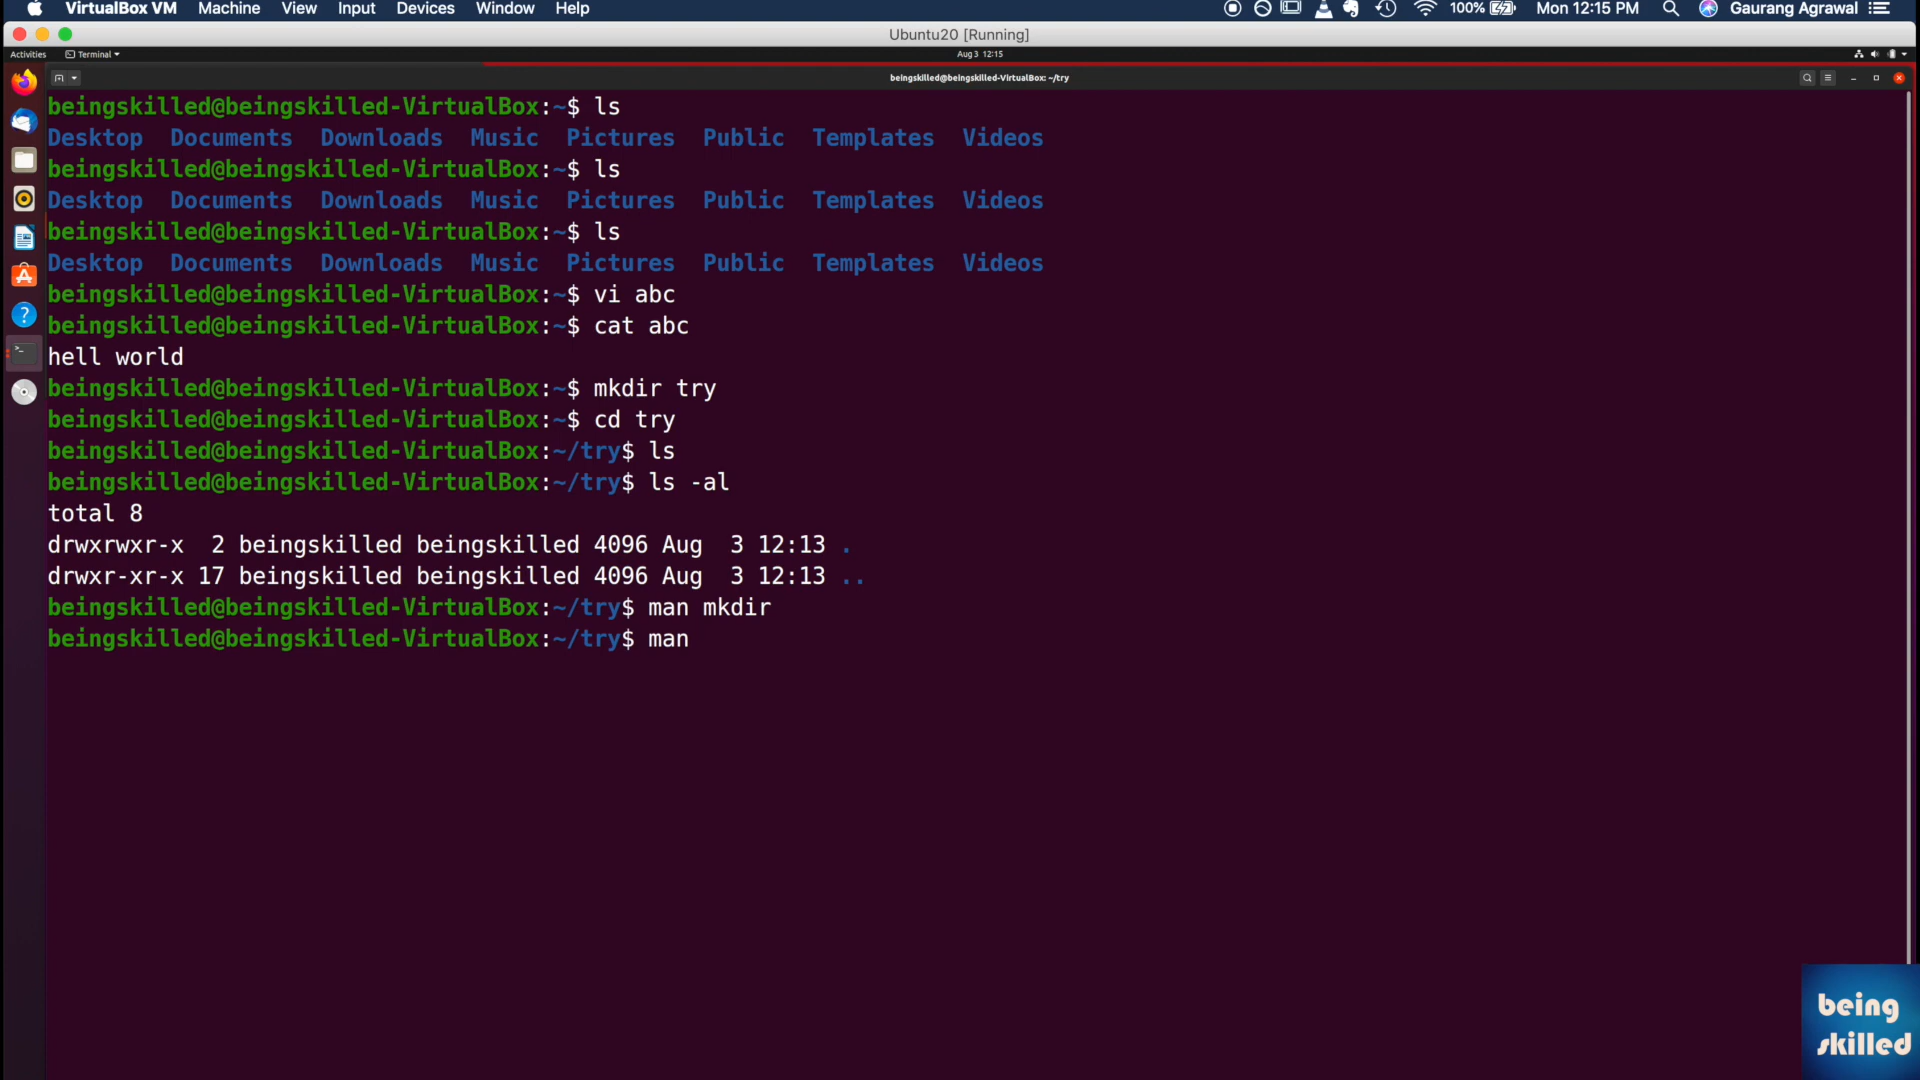 VirtualBox VM Machine View Input Devices Window Help 100% Mon 12:15 PM Gaurang Agrawal
Ubuntu20 [Running]
Activities Terminal Aug 3 12:15
beingskilled@beingskilled-VirtualBox: ~/try
beingskilled@beingskilled-VirtualBox:~$ ls
Desktop Documents Downloads Music Pictures Public Templates Videos
beingskilled@beingskilled-VirtualBox:~$ ls
Desktop Documents Downloads Music Pictures Public Templates Videos
beingskilled@beingskilled-VirtualBox:~$ ls
Desktop Documents Downloads Music Pictures Public Templates Videos
beingskilled@beingskilled-VirtualBox:~$ vi abc
beingskilled@beingskilled-VirtualBox:~$ cat abc
hell world
beingskilled@beingskilled-VirtualBox:~$ mkdir try
beingskilled@beingskilled-VirtualBox:~$ cd try
beingskilled@beingskilled-VirtualBox:~/try$ ls
beingskilled@beingskilled-VirtualBox:~/try$ ls -al
total 8
drwxrwxr-x  2 beingskilled beingskilled 4096 Aug  3 12:13 .
drwxr-xr-x 17 beingskilled beingskilled 4096 Aug  3 12:13 ..
beingskilled@beingskilled-VirtualBox:~/try$ man mkdir
beingskilled@beingskilled-VirtualBox:~/try$ man
being
skilled